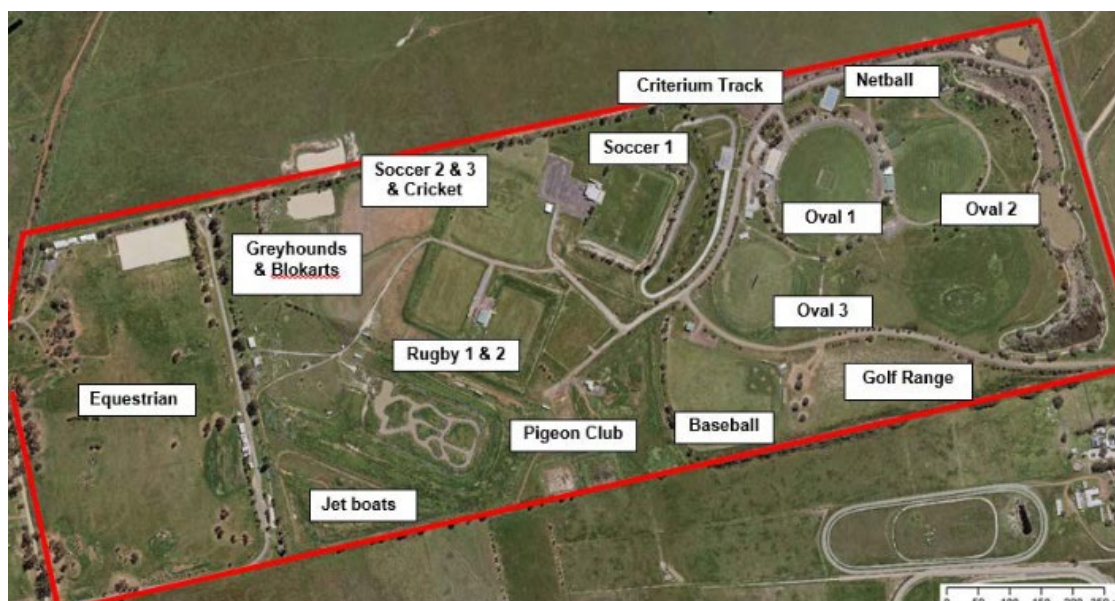 Criterium Track
Netball
Soccer 1
Soccer 2 & 3
& Cricket
Oval 1
Oval 2
Greyhounds
& Blokarts
Oval 3
Rugby 1 & 2
Golf Range
Equestrian
Pigeon Club
Baseball
Jet boats